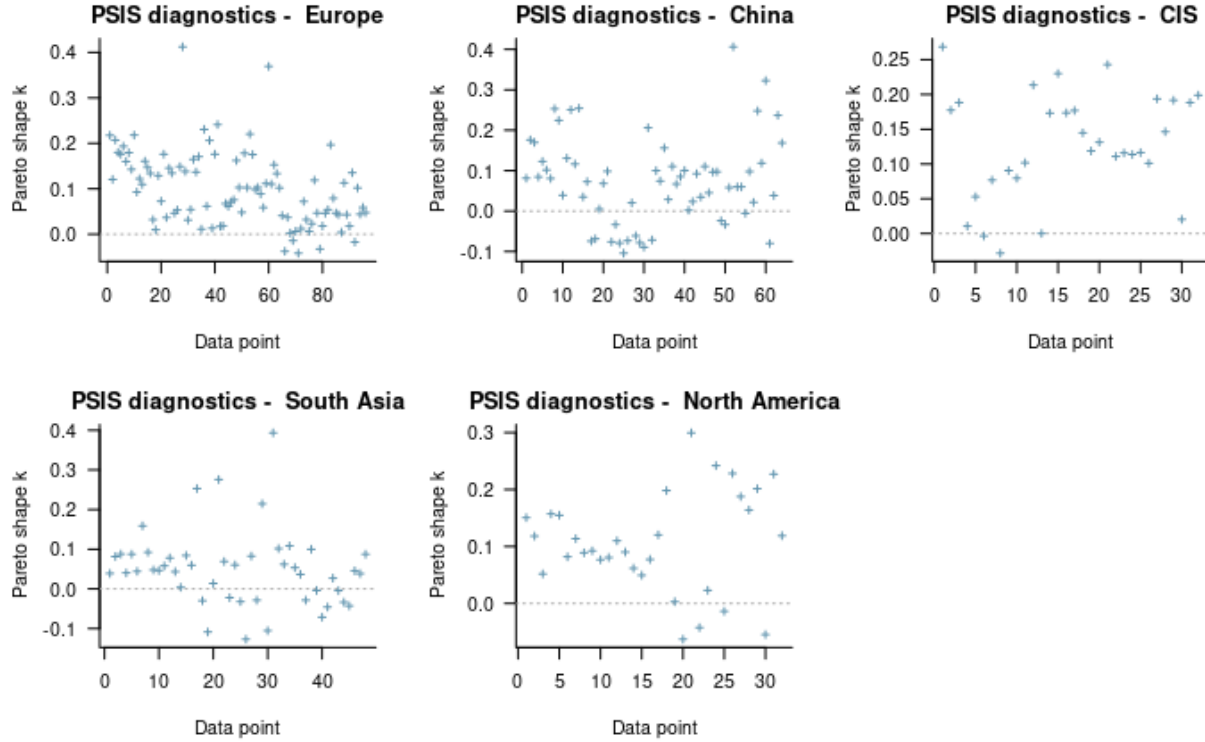 PSIS diagnostics -  Europe
Pareto shape k
0.4
0.3
0.2
0.1
0.0
0 20 40 60 80
Data point
PSIS diagnostics -  China
Pareto shape k
0.4
0.3
0.2
0.1
0.0
-0.1
0 10 20 30 40 50 60
Data point
PSIS diagnostics -  CIS
Pareto shape k
0.25
0.20
0.15
0.10
0.05
0.00
0 5 10 15 20 25 30
Data point
PSIS diagnostics -  South Asia
Pareto shape k
0.4
0.3
0.2
0.1
0.0
-0.1
0 10 20 30 40
Data point
PSIS diagnostics -  North America
Pareto shape k
0.3
0.2
0.1
0.0
0 5 10 15 20 25 30
Data point